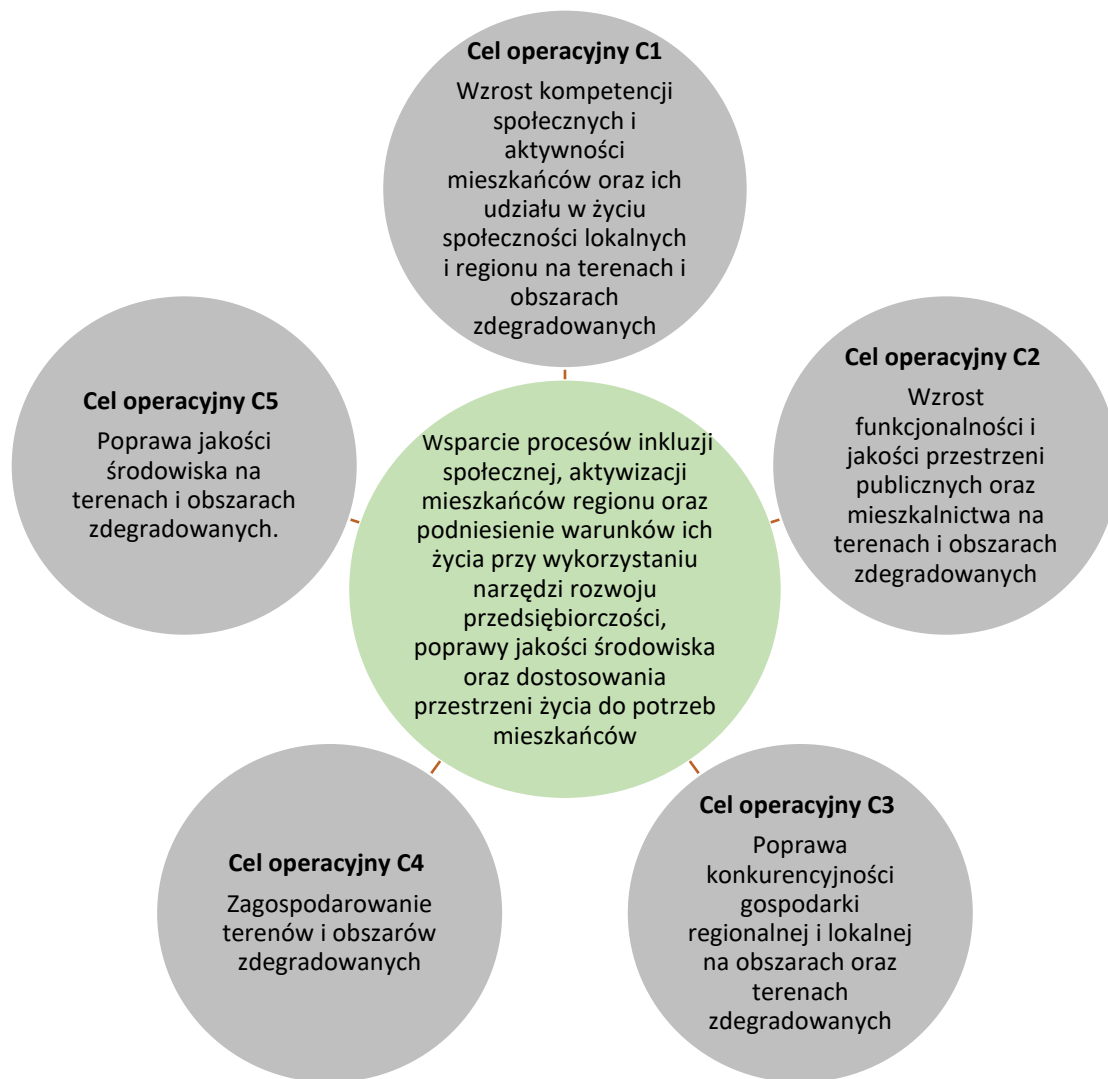 Cel operacyjny C1
Wzrost kompetencji
społecznych i
aktywności
mieszkańców oraz ich
udziału w życiu
społeczności lokalnych
i regionu na terenach i
obszarach
zdegradowanych
Cel operacyjny C2
Wzrost
funkcjonalności i
jakości przestrzeni
publicznych oraz
mieszkalnictwa na
terenach i obszarach
zdegradowanych
Cel operacyjny C5
Poprawa jakości
środowiska na
terenach i obszarach
zdegradowanych.
Wsparcie procesów inkluzji
społecznej, aktywizacji
mieszkańców regionu oraz
podniesienie warunków ich
życia przy wykorzystaniu
narzędzi rozwoju
przedsiębiorczości,
poprawy jakości środowiska
oraz dostosowania
przestrzeni życia do potrzeb
mieszkańców
Cel operacyjny C4
Zagospodarowanie
terenów i obszarów
zdegradowanych
Cel operacyjny C3
Poprawa
konkurencyjności
gospodarki
regionalnej i lokalnej
na obszarach oraz
terenach
zdegradowanych